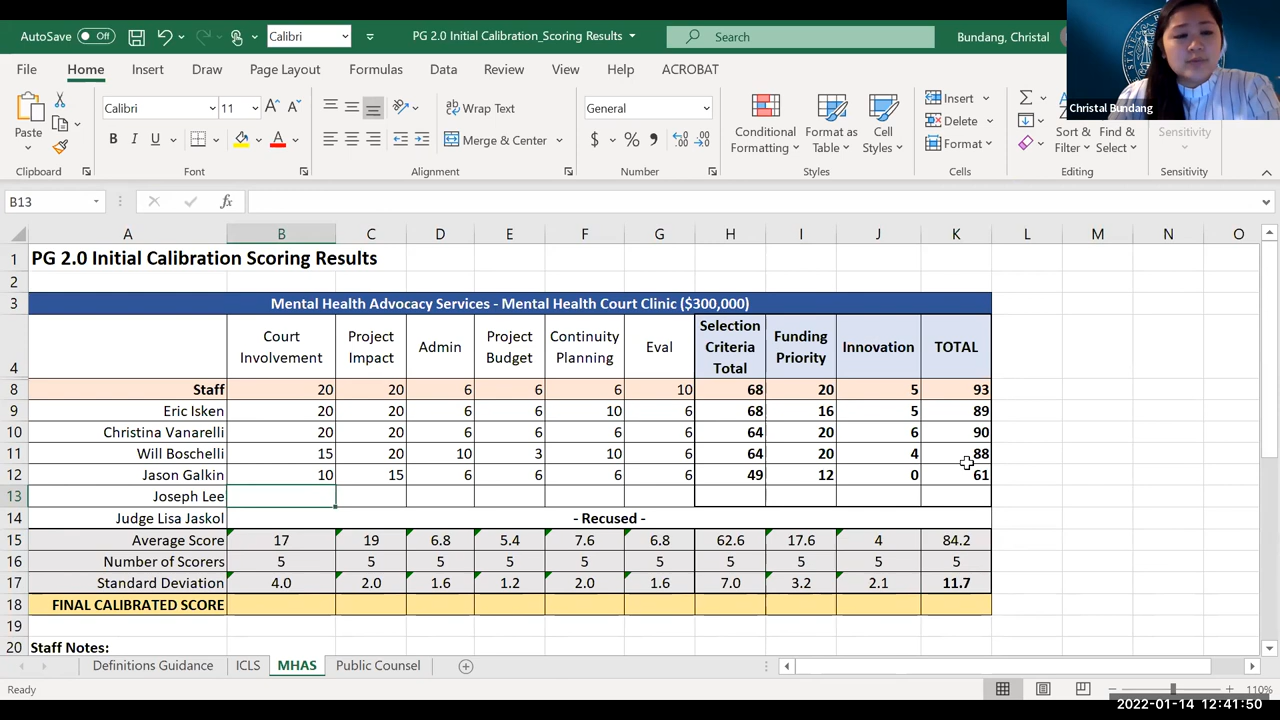 AutoSave Off Calibri PG 2.0 Initial Calibration_Scoring Results Search Bundang, Christal
File Home Insert Draw Page Layout Formulas Data Review View Help ACROBAT
Christal Bundang
Paste Calibri 11 Wrap Text General Conditional Formatting Format as Table Cell Styles Insert Sort & Filter Find & Select Sensitivity
B I U A Merge & Center $ % Delete
Format
Clipboard Font Alignment Number Styles Cells Editing Sensitivity
B13 fx
A B C D E F G H I J K L M N O
1 PG 2.0 Initial Calibration Scoring Results
2
3 Mental Health Advocacy Services - Mental Health Court Clinic ($300,000)
4 Court Involvement Project Impact Admin Project Budget Continuity Planning Eval Selection Criteria Total Funding Priority Innovation TOTAL
8 Staff 20 20 6 6 6 10 68 20 5 93
9 Eric Isken 20 20 6 6 10 6 68 16 5 89
10 Christina Vanarelli 20 20 6 6 6 6 64 20 6 90
11 Will Boschelli 15 20 10 3 10 6 64 20 4 88
12 Jason Galkin 10 15 6 6 6 6 49 12 0 61
13 Joseph Lee
14 Judge Lisa Jaskol - Recused -
15 Average Score 17 19 6.8 5.4 7.6 6.8 62.6 17.6 4 84.2
16 Number of Scorers 5 5 5 5 5 5 5 5 5 5
17 Standard Deviation 4.0 2.0 1.6 1.2 2.0 1.6 7.0 3.2 2.1 11.7
18 FINAL CALIBRATED SCORE
19
20 Staff Notes:
Definitions Guidance ICLS MHAS Public Counsel
Ready 110%
2022-01-14 12:41:50